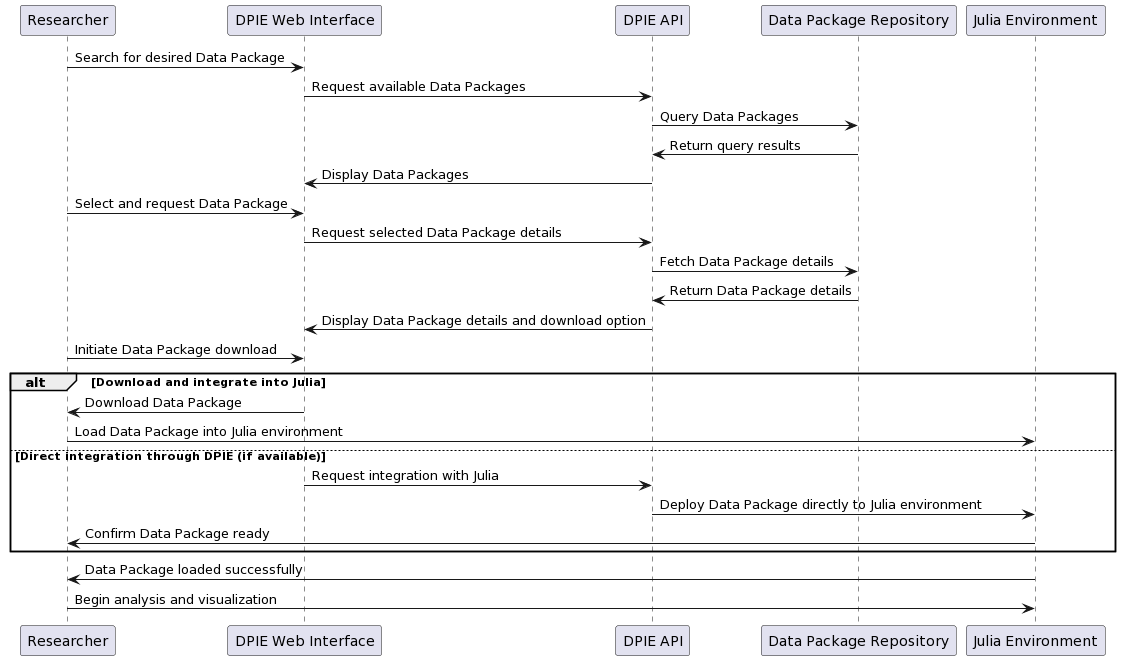 Researcher
DPIE Web Interface
DPIE API
Data Package Repository
Julia Environment
Search for desired Data Package
Request available Data Packages
Query Data Packages
Return query results
Display Data Packages
Select and request Data Package
Request selected Data Package details
Fetch Data Package details
Return Data Package details
Display Data Package details and download option
Initiate Data Package download
alt
[Download and integrate into Julia]
Download Data Package
Load Data Package into Julia environment
[Direct integration through DPIE (if available)]
Request integration with Julia
Deploy Data Package directly to Julia environment
Confirm Data Package ready
Data Package loaded successfully
Begin analysis and visualization
Researcher
DPIE Web Interface
DPIE API
Data Package Repository
Julia Environment